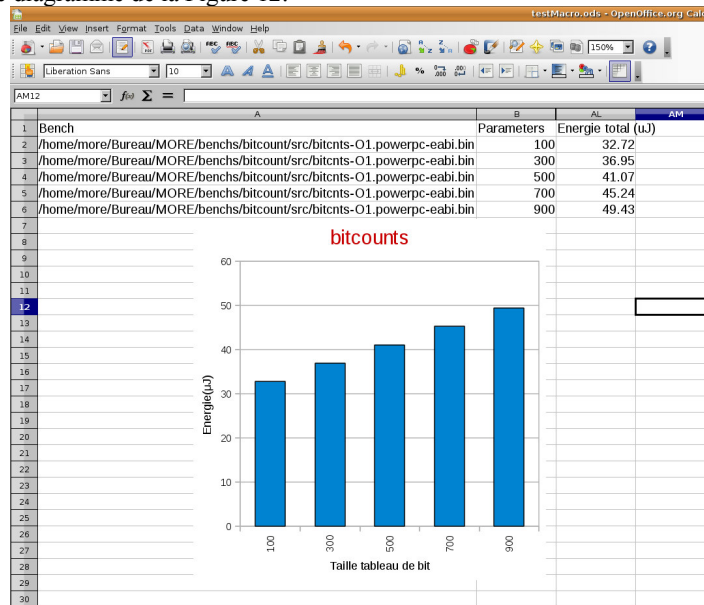 diagramme de la Figure 12.
testMacro.ods - OpenOffice.org Calc
File Edit View Insert Format Tools Data Window Help
150%
Liberation Sans 10
AM12 f(x) Σ =
A B AL AM
1 Bench Parameters Energie total (uJ)
2 /home/more/Bureau/MORE/benchs/bitcount/src/bitcnts-O1.powerpc-eabi.bin 100 32.72
3 /home/more/Bureau/MORE/benchs/bitcount/src/bitcnts-O1.powerpc-eabi.bin 300 36.95
4 /home/more/Bureau/MORE/benchs/bitcount/src/bitcnts-O1.powerpc-eabi.bin 500 41.07
5 /home/more/Bureau/MORE/benchs/bitcount/src/bitcnts-O1.powerpc-eabi.bin 700 45.24
6 /home/more/Bureau/MORE/benchs/bitcount/src/bitcnts-O1.powerpc-eabi.bin 900 49.43
7
8
9
10
11
12
13
14
15
16
17
18
19
20
21
22
23
24
25
26
27
28
29
30
bitcounts
Energie(µJ)
60
50
40
30
20
10
0
100 300 500 700 900
Taille tableau de bit